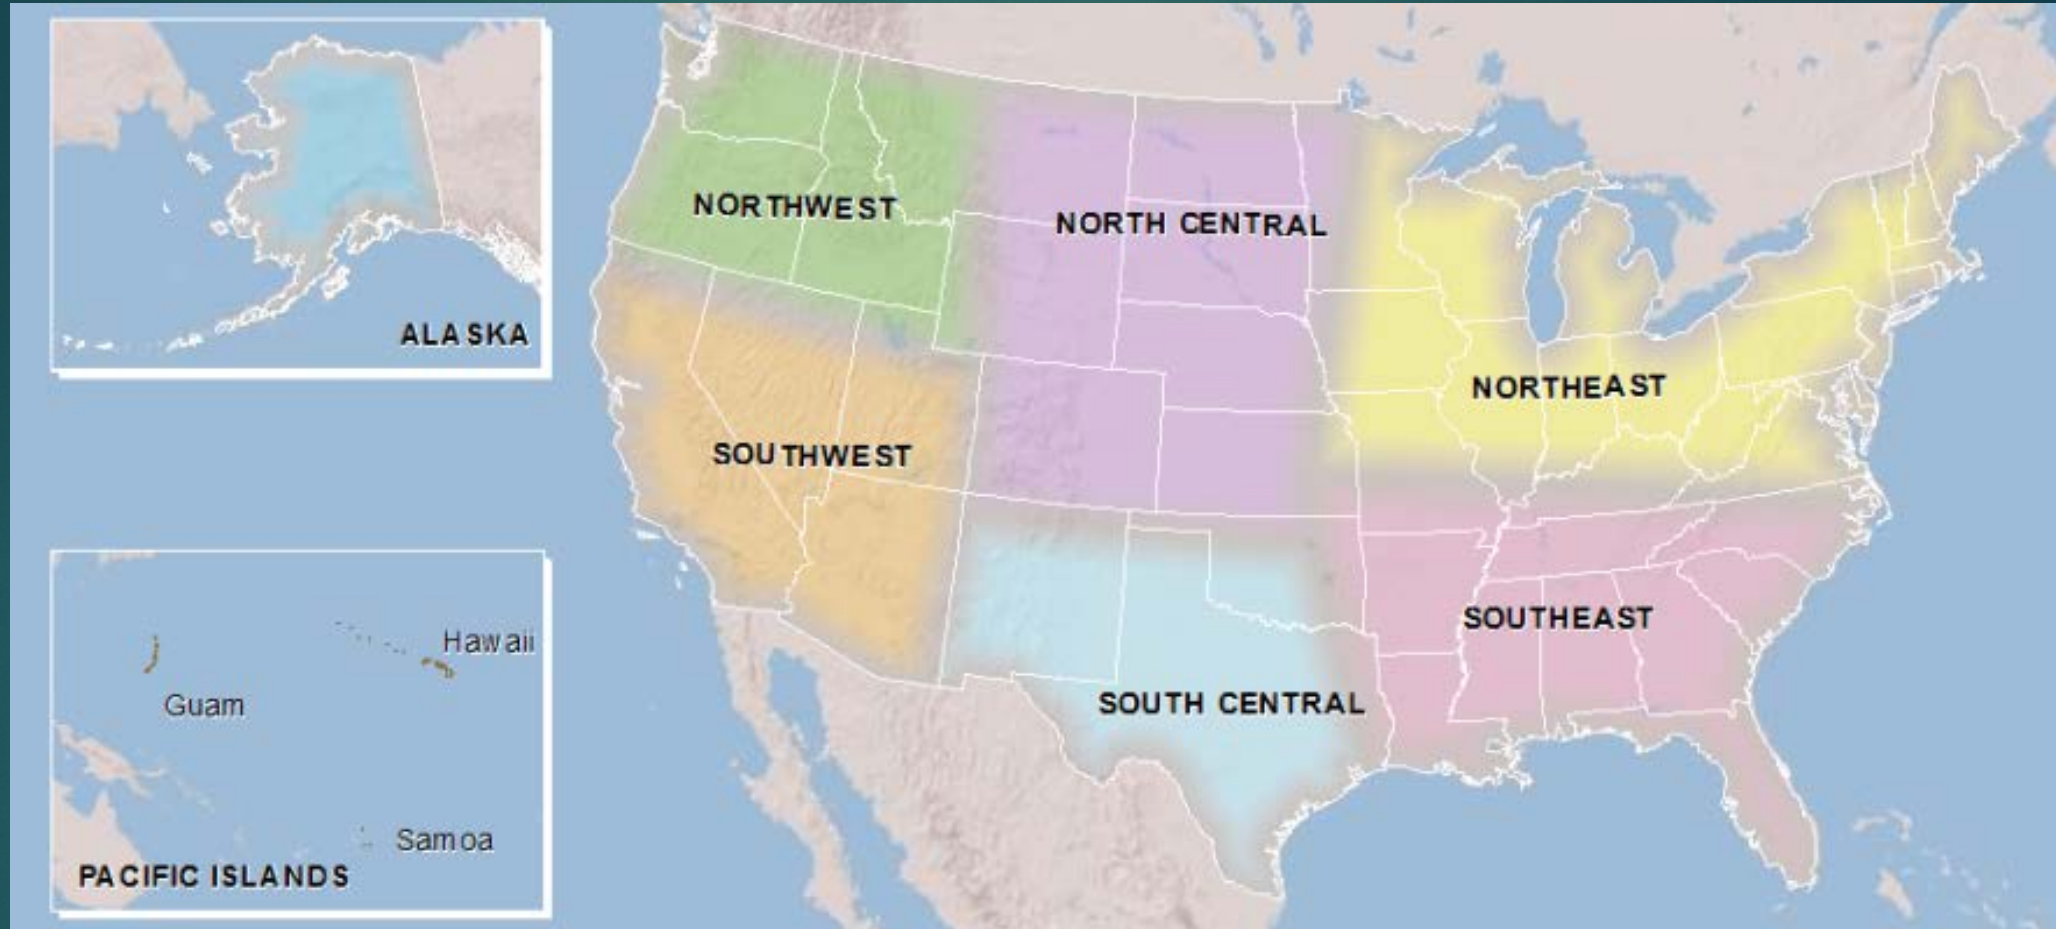 NORTHWEST
NORTH CENTRAL
ALASKA
NORTHEAST
SOUTHWEST
SOUTHEAST
Hawaii
Guam
SOUTH CENTRAL
Samoa
PACIFIC ISLANDS